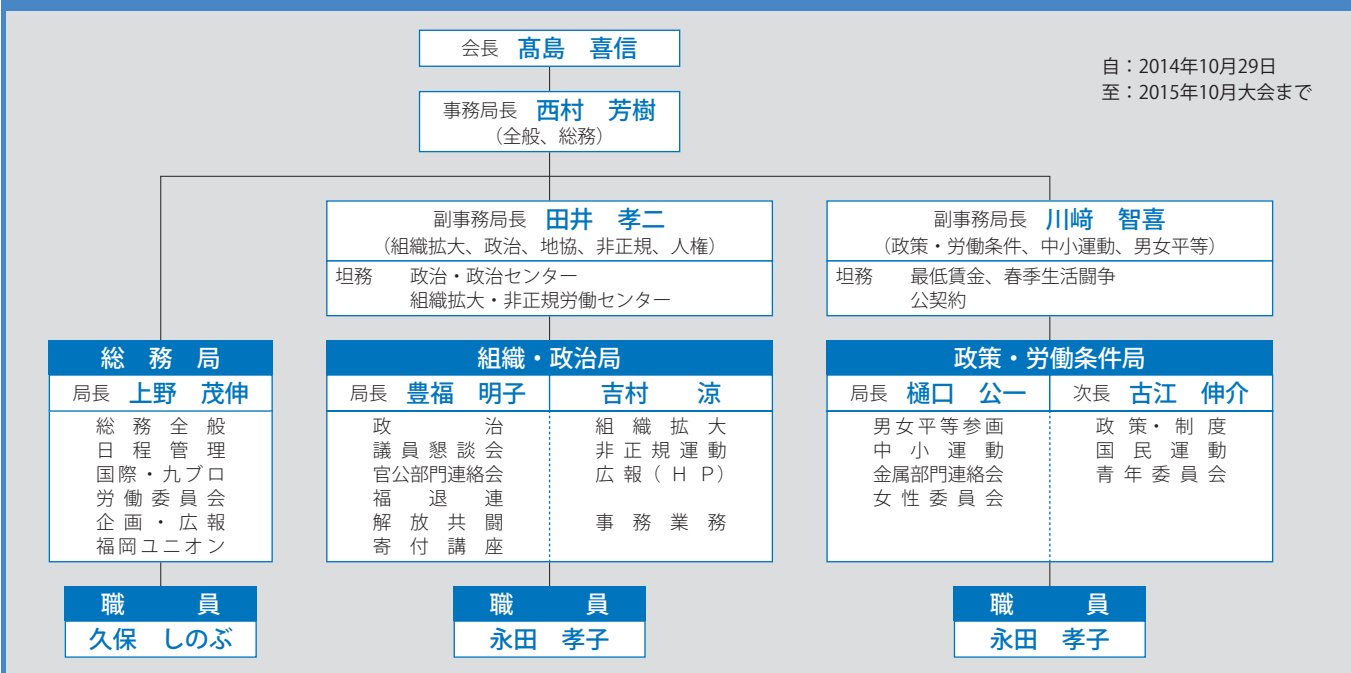 会長 髙島 喜信
自：2014年10月29日
至：2015年10月大会まで
事務局長 西村 芳樹
（全般、総務）
副事務局長 田井 孝二
（組織拡大、政治、地協、非正規、人権）
坦務 政治・政治センター
組織拡大・非正規労働センター
副事務局長 川﨑 智喜
（政策・労働条件、中小運動、男女平等）
坦務 最低賃金、春季生活闘争
公契約
総務局
局長 上野 茂伸
総務全般
日程管理
国際・九ブロ
労働委員会
企画・広報
福岡ユニオン
職員
久保 しのぶ
組織・政治局
局長 豊福 明子
政治
議員懇談会
官公部門連絡会
福退連
解放共闘
寄付講座
吉村 涼
組織拡大
非正規運動
広報（HP）
事務業務
職員
永田 孝子
政策・労働条件局
局長 樋口 公一
男女平等参画
中小運動
金属部門連絡会
女性委員会
次長 古江 伸介
政策・制度
国民運動
青年委員会
職員
永田 孝子